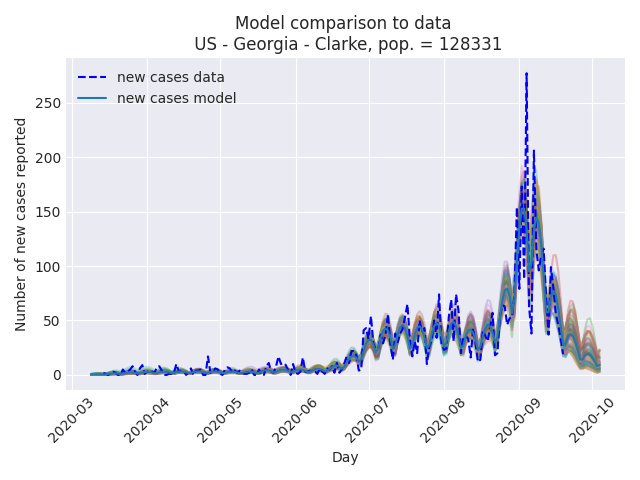 Model comparison to data
US - Georgia - Clarke, pop. = 128331
new cases data
new cases model
Number of new cases reported
250
200
150
100
50
0
2020-03
2020-04
2020-05
2020-06
2020-07
2020-08
2020-09
2020-10
Day